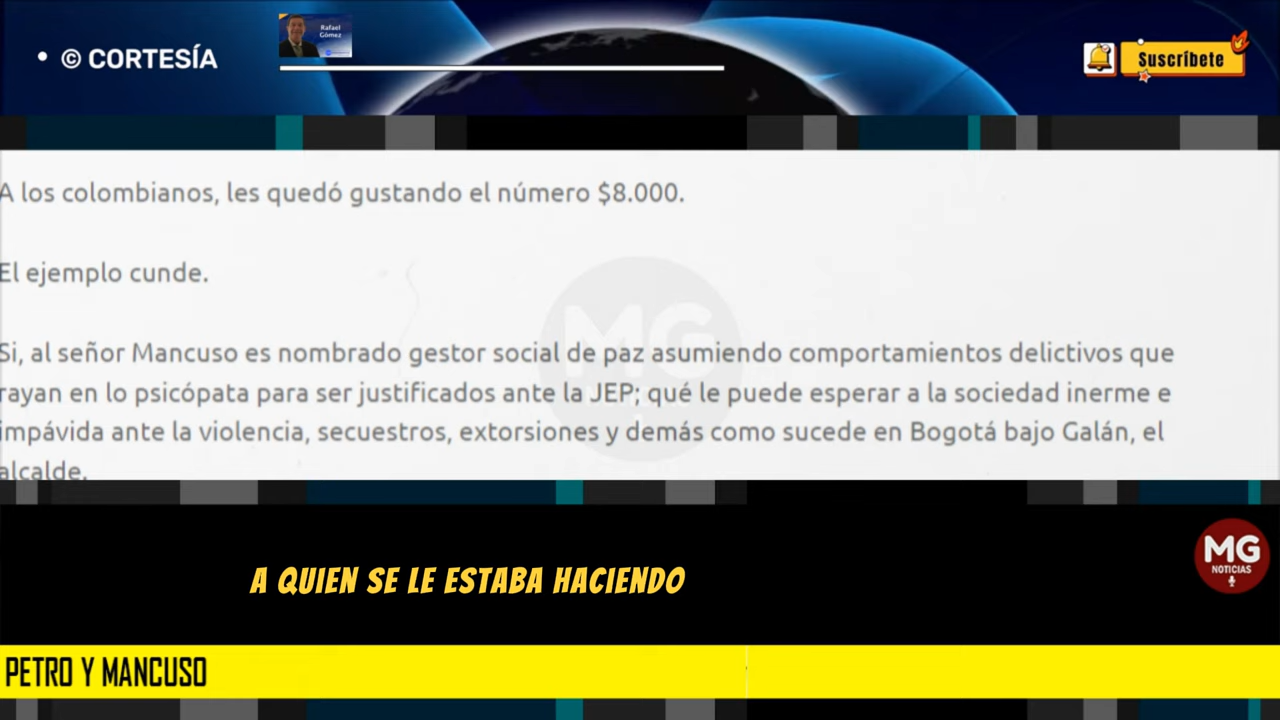 • © CORTESÍA
Rafael
Gómez
Suscríbete
A los colombianos, les quedó gustando el número $8.000.
El ejemplo cunde.
Si, al señor Mancuso es nombrado gestor social de paz asumiendo comportamientos delictivos que
rayan en lo psicópata para ser justificados ante la JEP; qué le puede esperar a la sociedad inerme e
impávida ante la violencia, secuestros, extorsiones y demás como sucede en Bogotá bajo Galán, el
alcalde.
MG
A QUIEN SE LE ESTABA HACIENDO
MG
NOTICIAS
PETRO Y MANCUSO